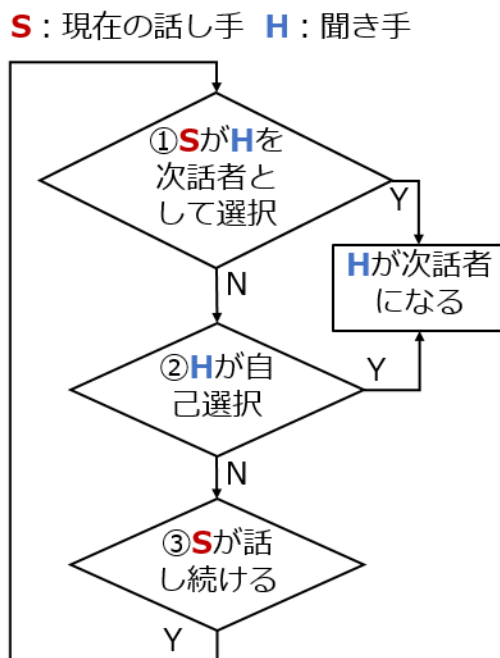 S：現在の話し手 H：聞き手
①SがHを
次話者と
して選択
Y
N
Hが次話者
になる
②Hが自
己選択
Y
N
③Sが話
し続ける
Y